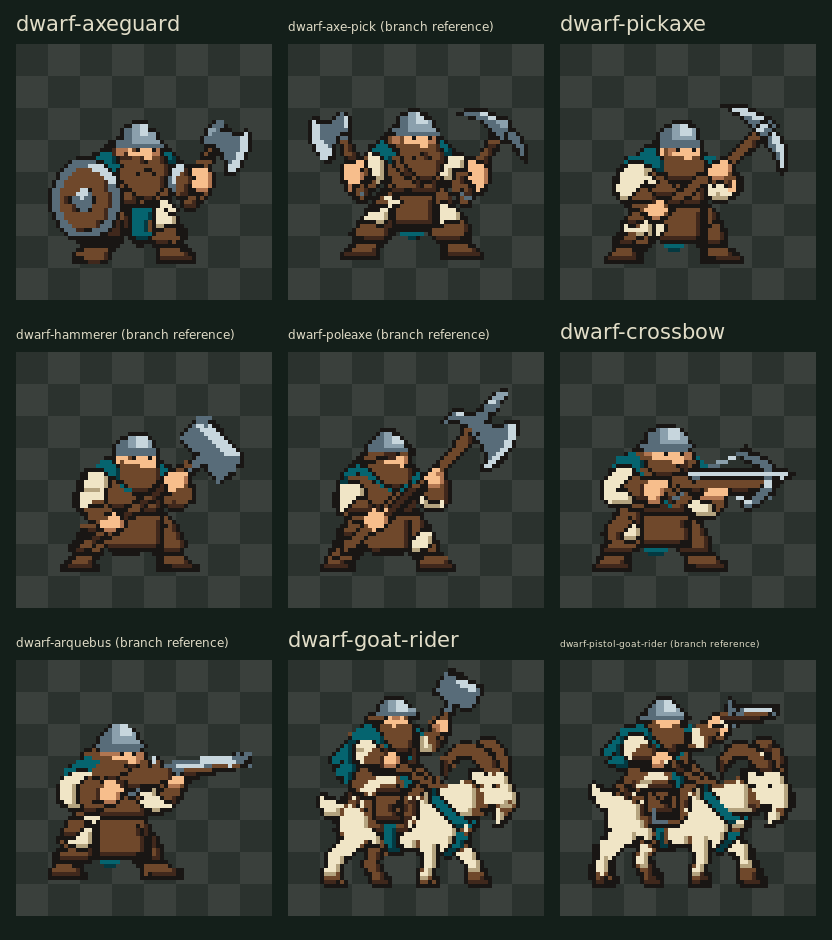 dwarf-axeguard
dwarf-axe-pick (branch reference)
dwarf-pickaxe
dwarf-hammerer (branch reference)
dwarf-poleaxe (branch reference)
dwarf-crossbow
dwarf-arquebus (branch reference)
dwarf-goat-rider
dwarf-pistol-goat-rider (branch reference)